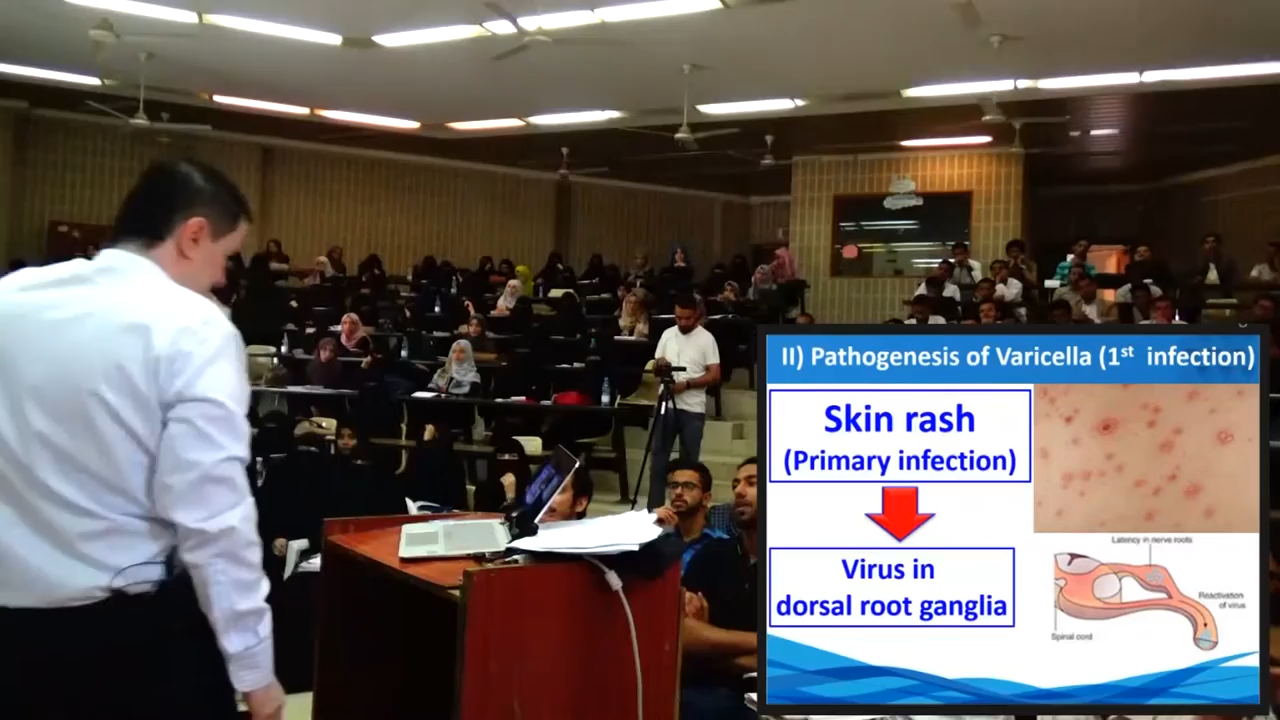 II) Pathogenesis of Varicella (1st infection)
Skin rash
(Primary infection)
Virus in
dorsal root ganglia
Latency in nerve roots
Reactivation
of virus
Spinal cord